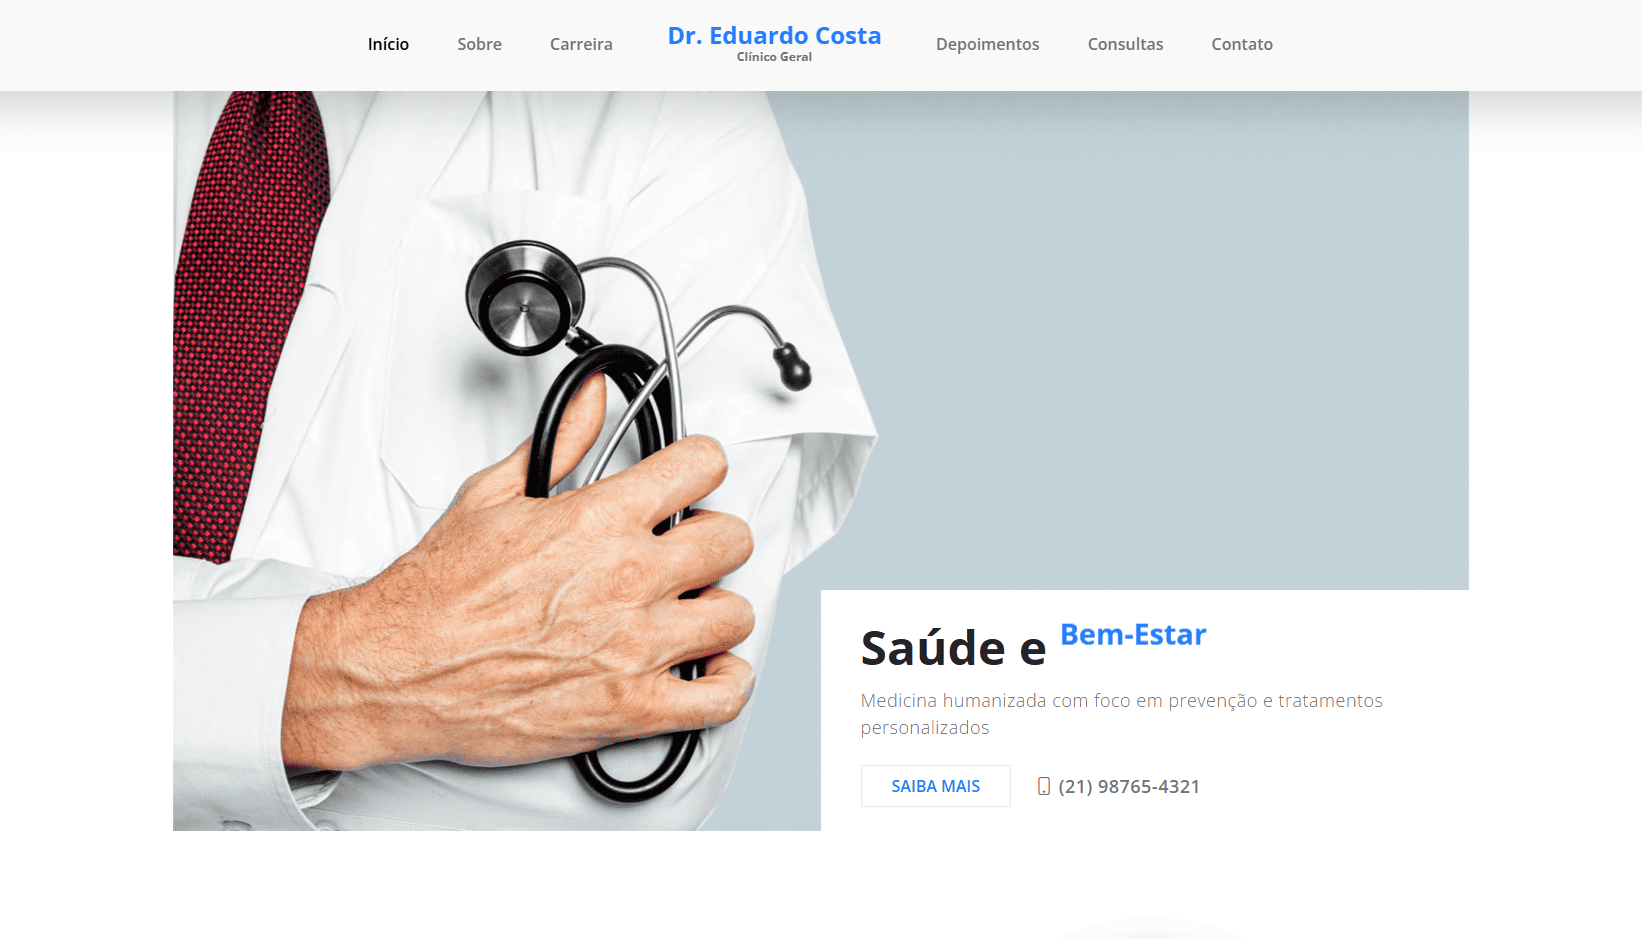 Início
Sobre
Carreira
Dr. Eduardo Costa
Clínico Geral
Depoimentos
Consultas
Contato
Saúde e Bem-Estar
Medicina humanizada com foco em prevenção e tratamentos
personalizados
SAIBA MAIS
(21) 98765-4321